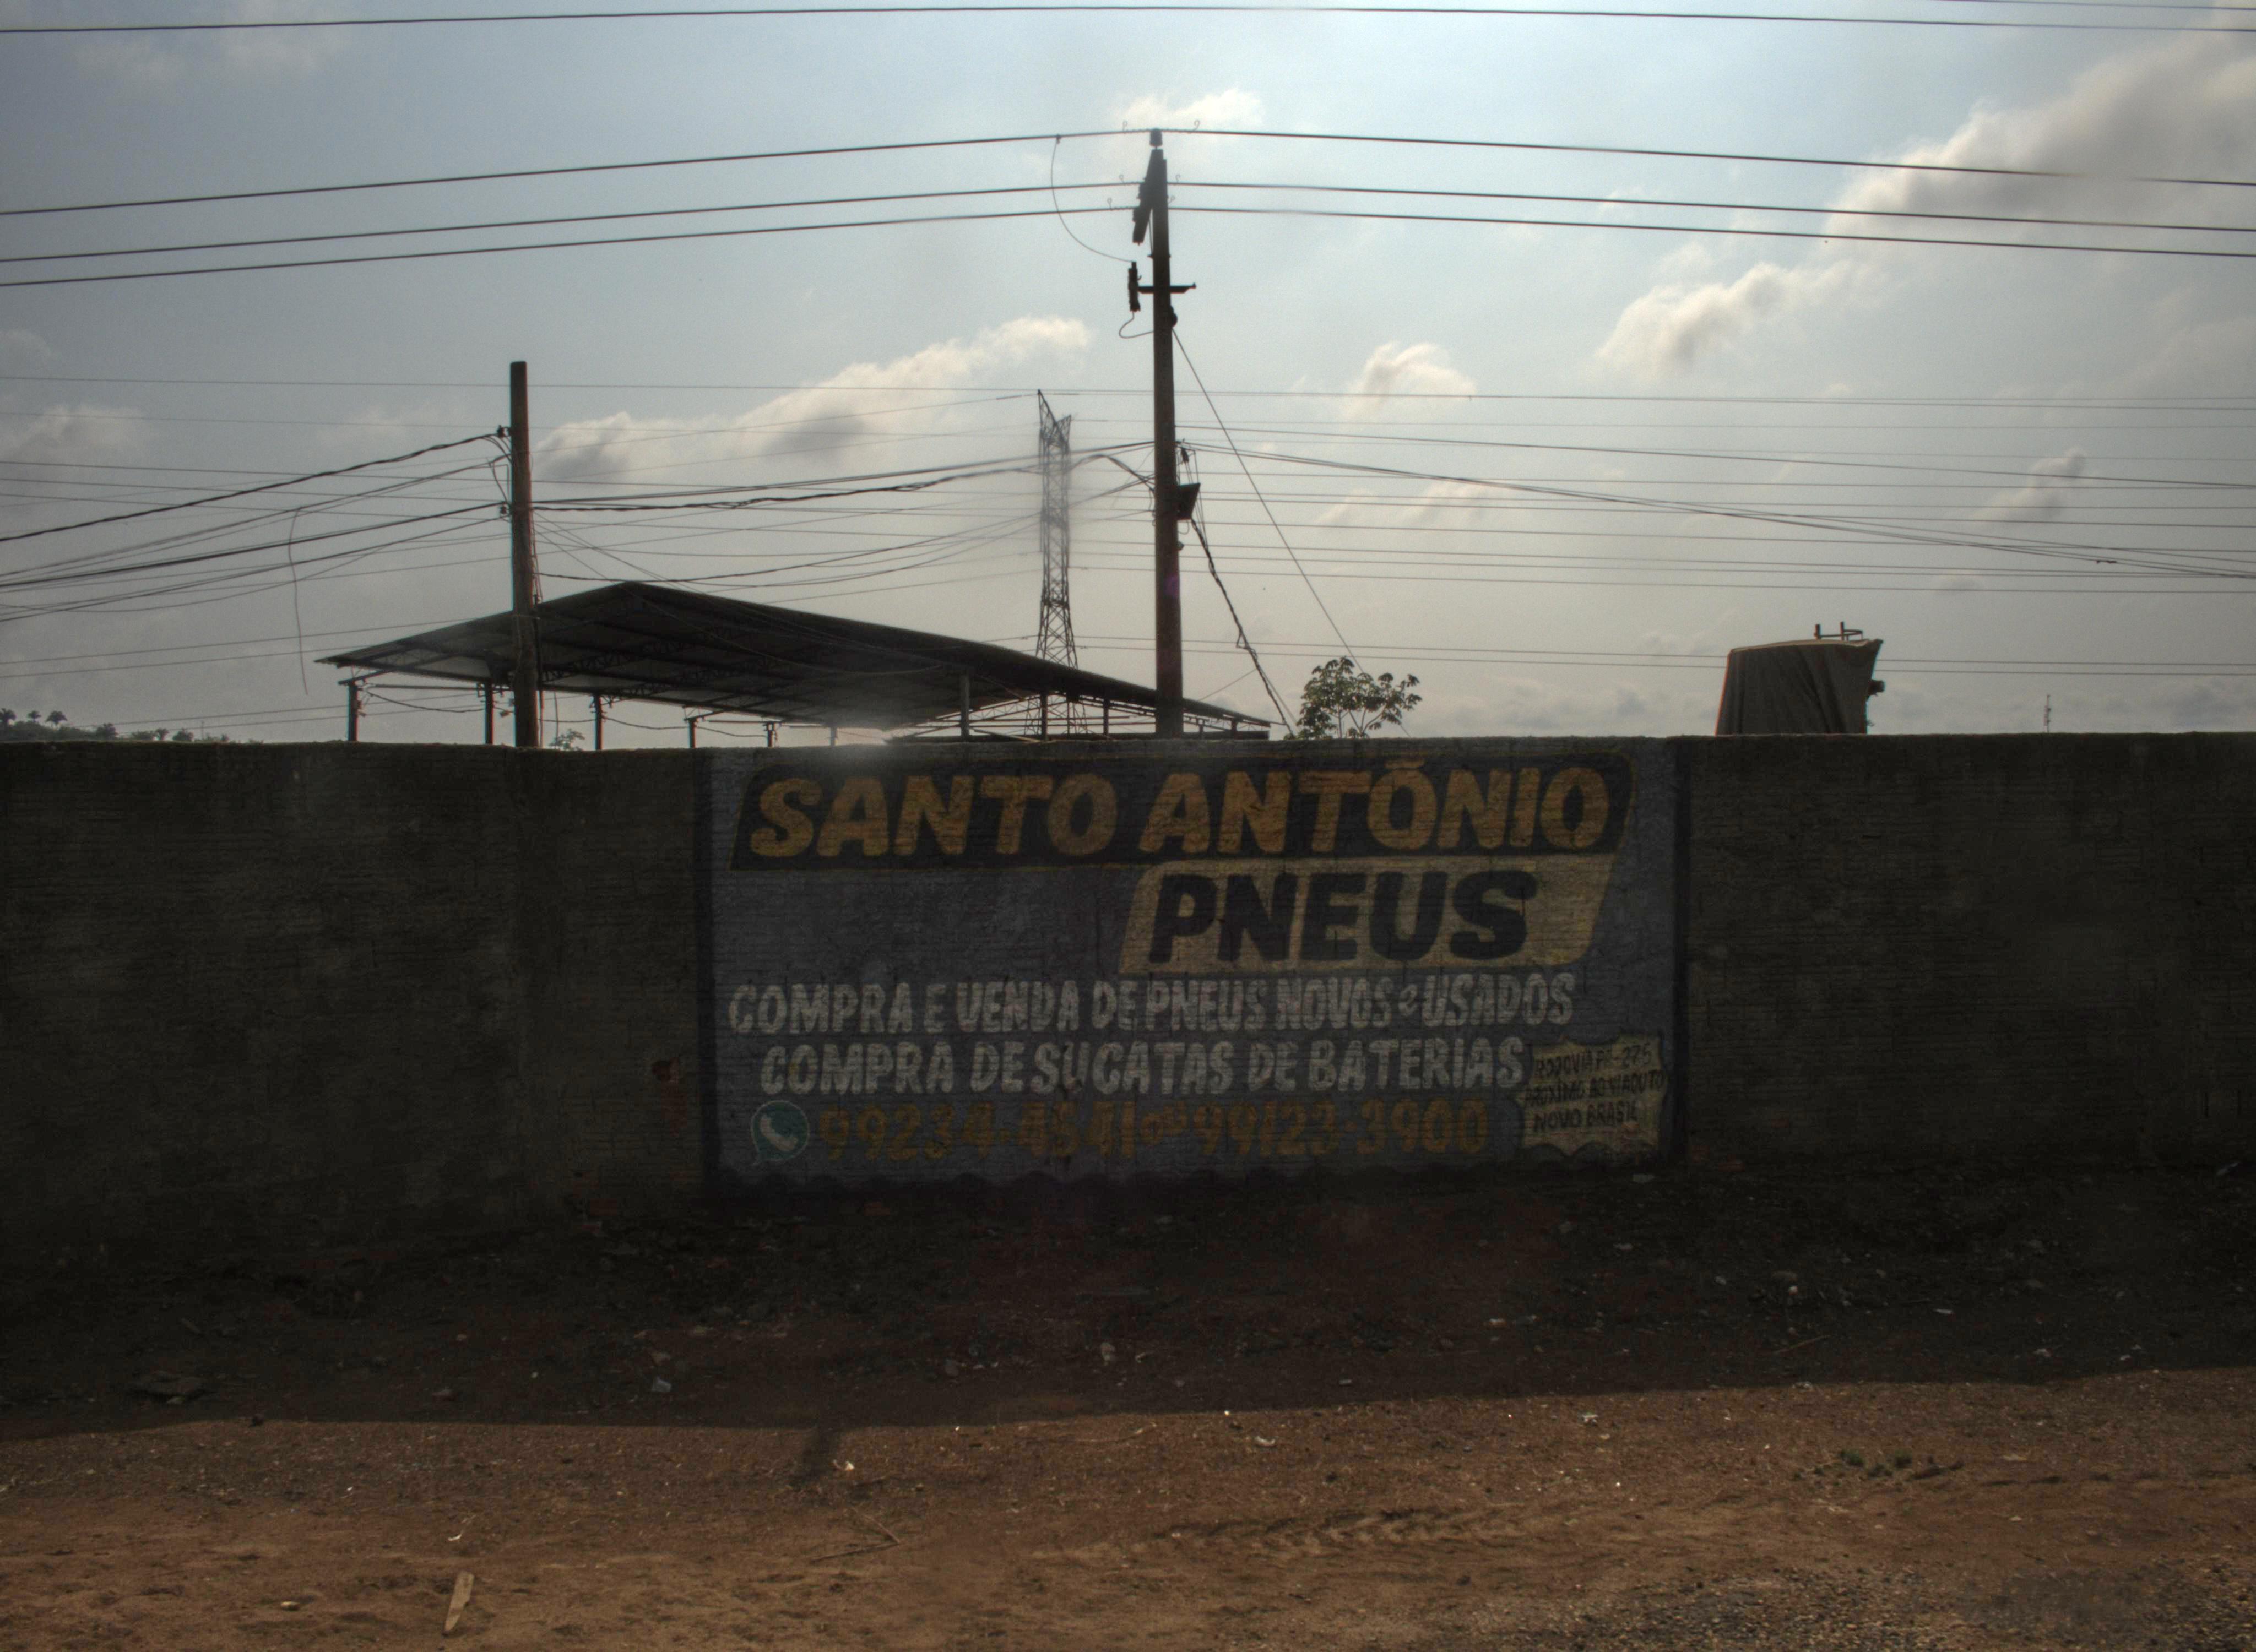 SANTO ANTÔNIO
PNEUS
COMPRA E VENDA DE PNEUS NOVOS e USADOS
COMPRA DE SUCATAS DE BATERIAS
99234-4541 ou 99123-3900
RODOVIA PA-275
PRÓXIMO AO VIADUTO
NOVO BRASIL